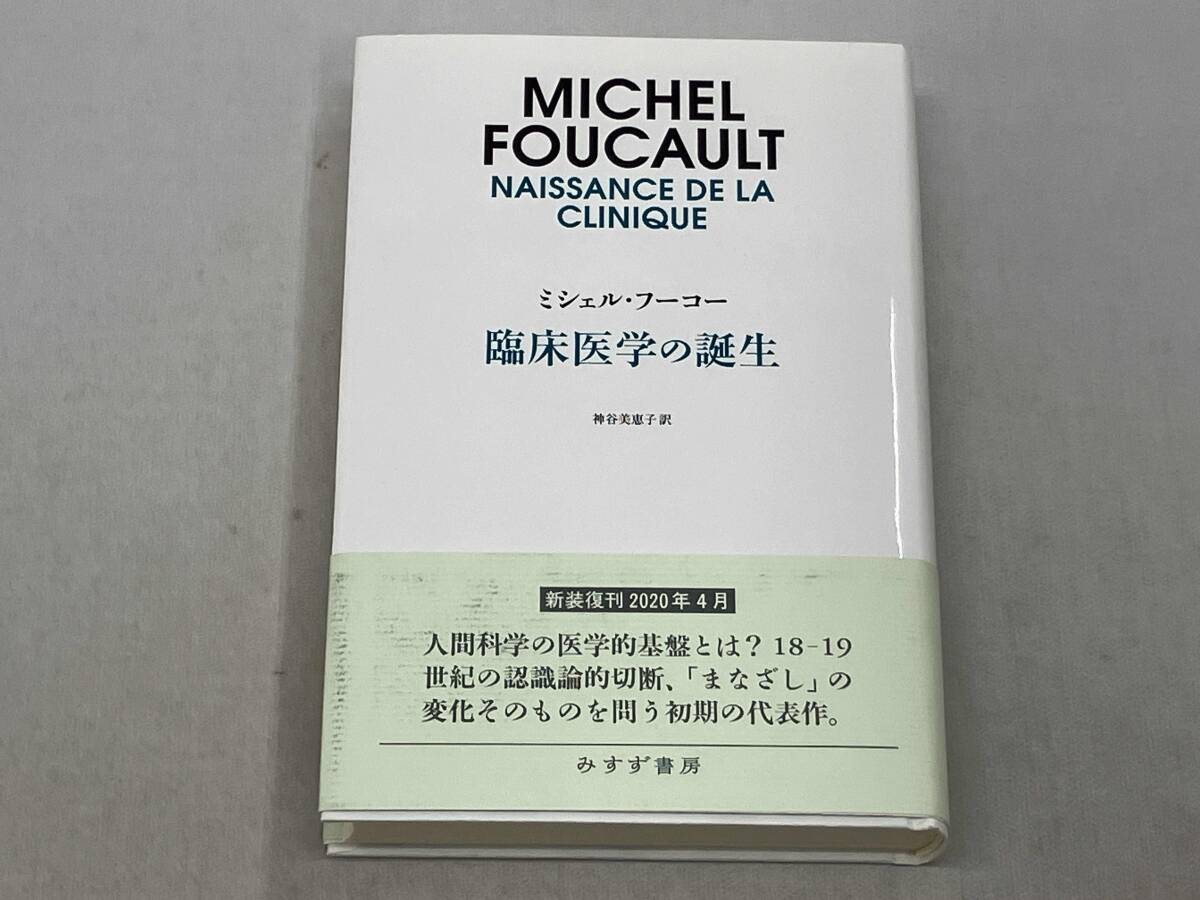 MICHEL
FOUCAULT
NAISSANCE DE LA
CLINIQUE
ミシェル・フーコー
臨床医学の誕生
神谷美恵子訳
新装復刊 2020年4月
人間科学の医学的基盤とは? 18-19
世紀の認識論的切断、「まなざし」の
変化そのものを問う初期の代表作。
みすず書房